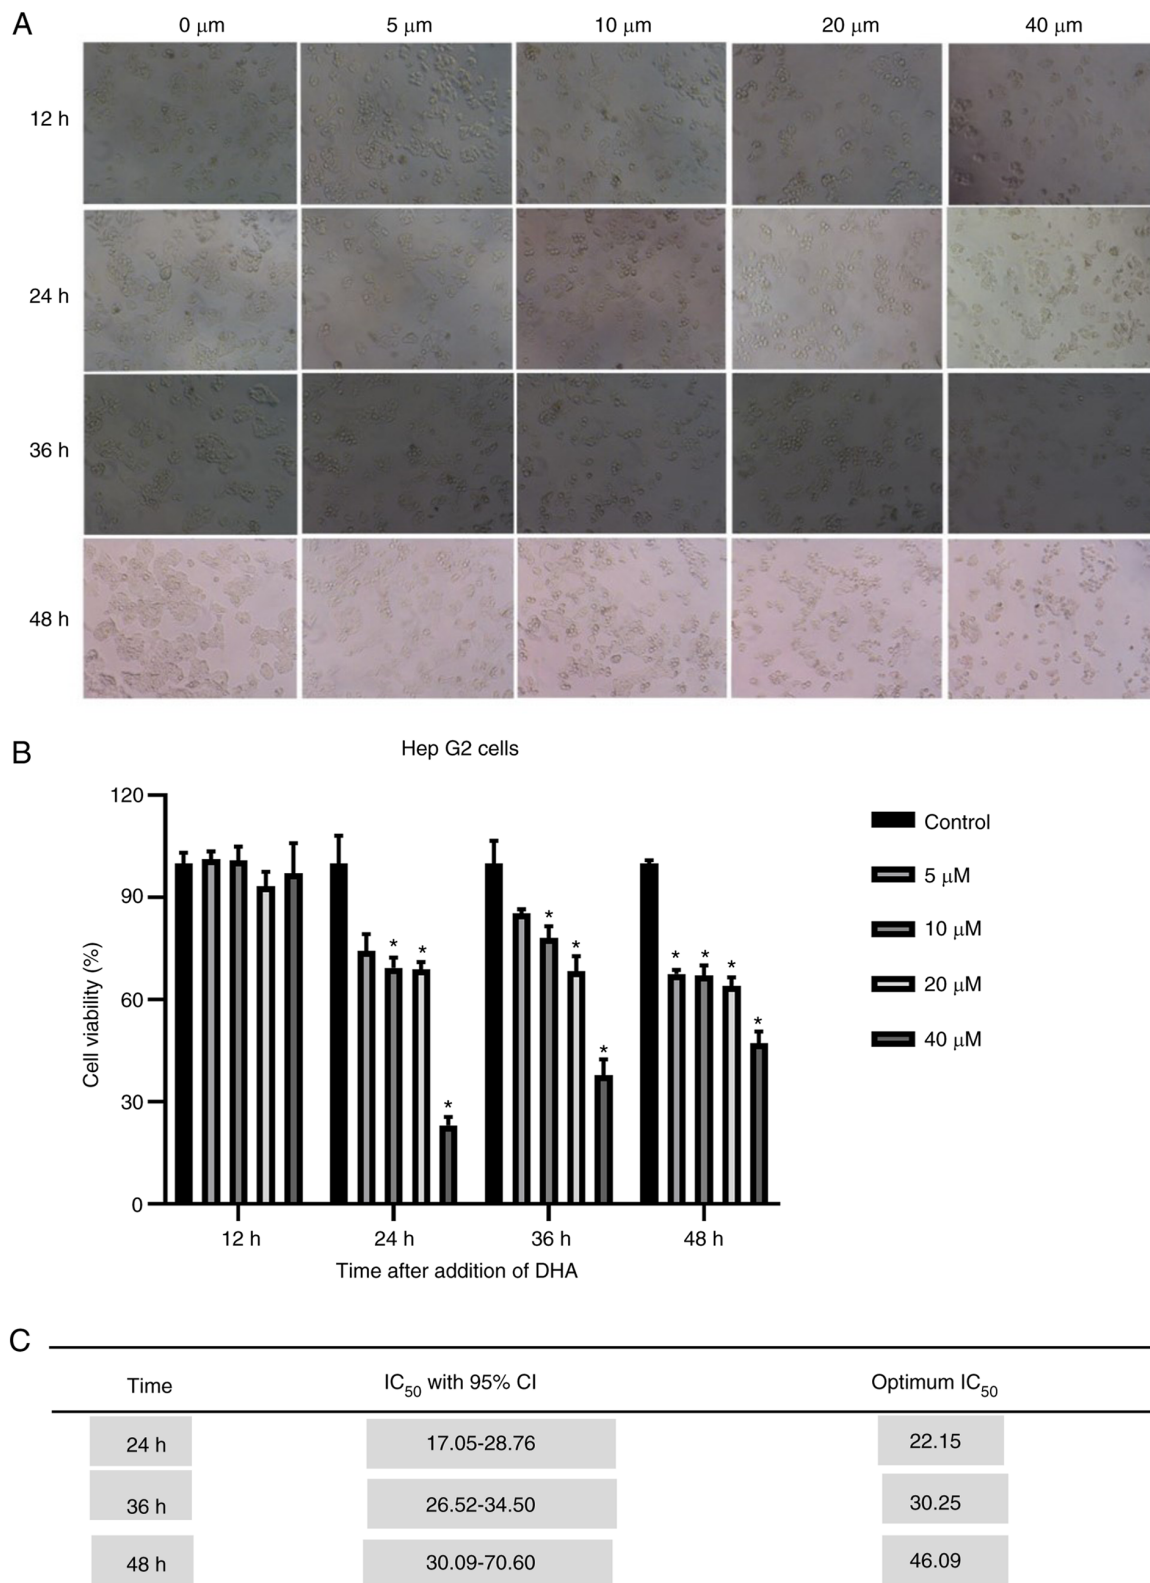 A
0 μm 5 μm 10 μm 20 μm 40 μm
12 h
24 h
36 h
48 h
B
Hep G2 cells
Cell viability (%)
120
90
60
30
0
* * *
* * *
* * * *
12 h 24 h 36 h 48 h
Time after addition of DHA
Control
5 μM
10 μM
20 μM
40 μM
C
Time IC50 with 95% CI Optimum IC50
24 h 17.05-28.76 22.15
36 h 26.52-34.50 30.25
48 h 30.09-70.60 46.09